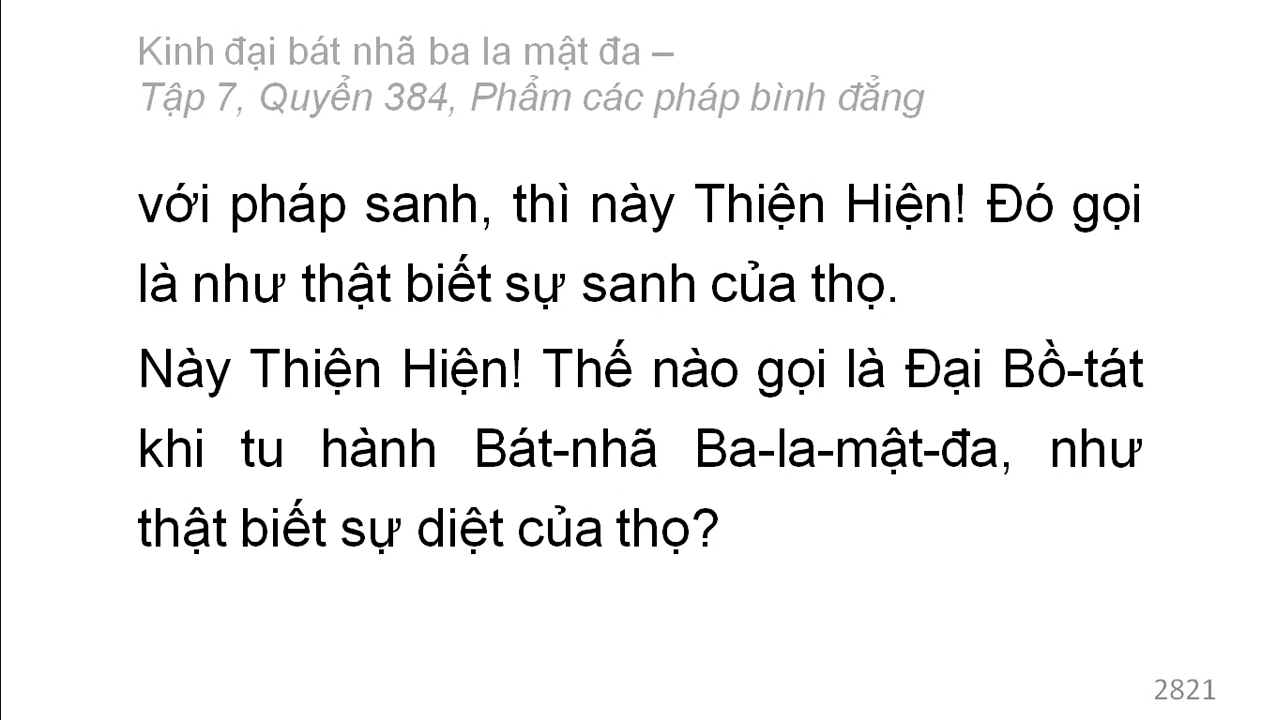 Kinh đại bát nhã ba la mật đa –
Tập 7, Quyển 384, Phẩm các pháp bình đẳng
với pháp sanh, thì này Thiện Hiện! Đó gọi
là như thật biết sự sanh của thọ.
Này Thiện Hiện! Thế nào gọi là Đại Bồ-tát
khi tu hành Bát-nhã Ba-la-mật-đa, như
thật biết sự diệt của thọ?
2821